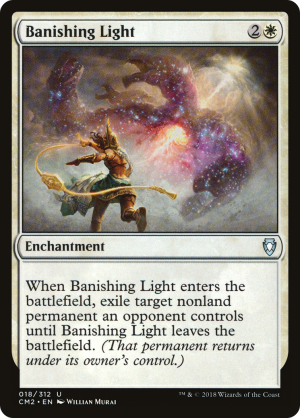 Banishing Light 2
Enchantment
When Banishing Light enters the
battlefield, exile target nonland
permanent an opponent controls
until Banishing Light leaves the
battlefield. (That permanent returns
under its owner's control.)
018/312 U
CM2 • EN Willian Murai
™ & © 2018 Wizards of the Coast